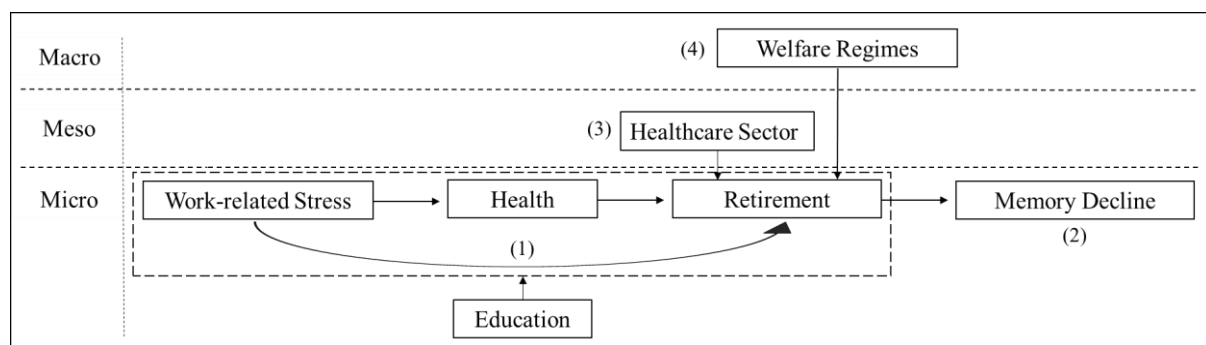 Macro
(4) Welfare Regimes
Meso
(3) Healthcare Sector
Micro
Work-related Stress
Health
Retirement
Memory Decline
(1)
(2)
Education